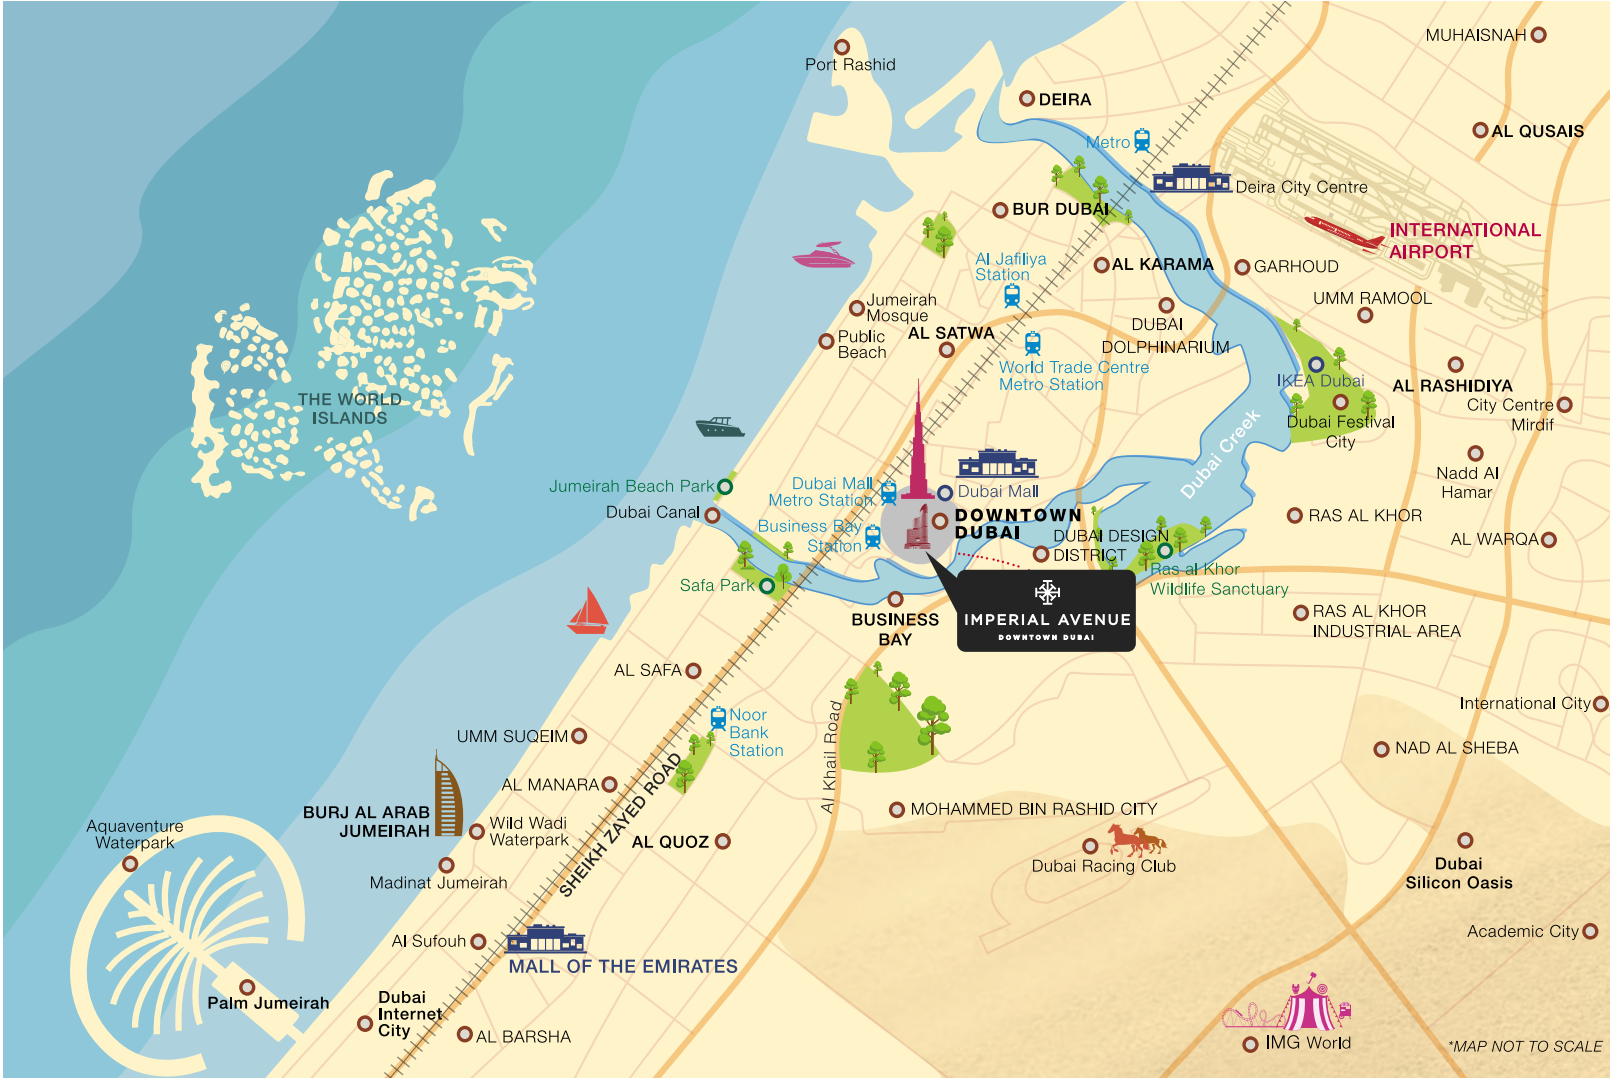 MUHAISNAH
Port Rashid
DEIRA
AL QUSAIS
Metro
Deira City Centre
BUR DUBAI
INTERNATIONAL
AIRPORT
Al Jafiliya
Station
AL KARAMA
GARHOUD
UMM RAMOOL
Jumeirah
Mosque
Public
Beach
AL SATWA
DUBAI
DOLPHINARIUM
World Trade Centre
Metro Station
IKEA Dubai
AL RASHIDIYA
City Centre
Mirdif
THE WORLD
ISLANDS
Dubai Festival
City
Dubai Creek
Nadd Al
Hamar
Jumeirah Beach Park
Dubai Mall
Metro Station
Dubai Mall
Dubai Canal
Business Bay
Station
DOWNTOWN
DUBAI
DUBAI DESIGN
DISTRICT
RAS AL KHOR
AL WARQA
Safa Park
Ras al Khor
Wildlife Sanctuary
BUSINESS
BAY
IMPERIAL AVENUE
DOWNTOWN DUBAI
RAS AL KHOR
INDUSTRIAL AREA
AL SAFA
International City
Noor
Bank
Station
UMM SUQEIM
NAD AL SHEBA
AL MANARA
Al Khail Road
SHEIKH ZAYED ROAD
BURJ AL ARAB
JUMEIRAH
MOHAMMED BIN RASHID CITY
Aquaventure
Waterpark
Wild Wadi
Waterpark
AL QUOZ
Dubai Racing Club
Dubai
Silicon Oasis
Madinat Jumeirah
Al Sufouh
Academic City
MALL OF THE EMIRATES
Palm Jumeirah
Dubai
Internet
City
AL BARSHA
IMG World
*MAP NOT TO SCALE